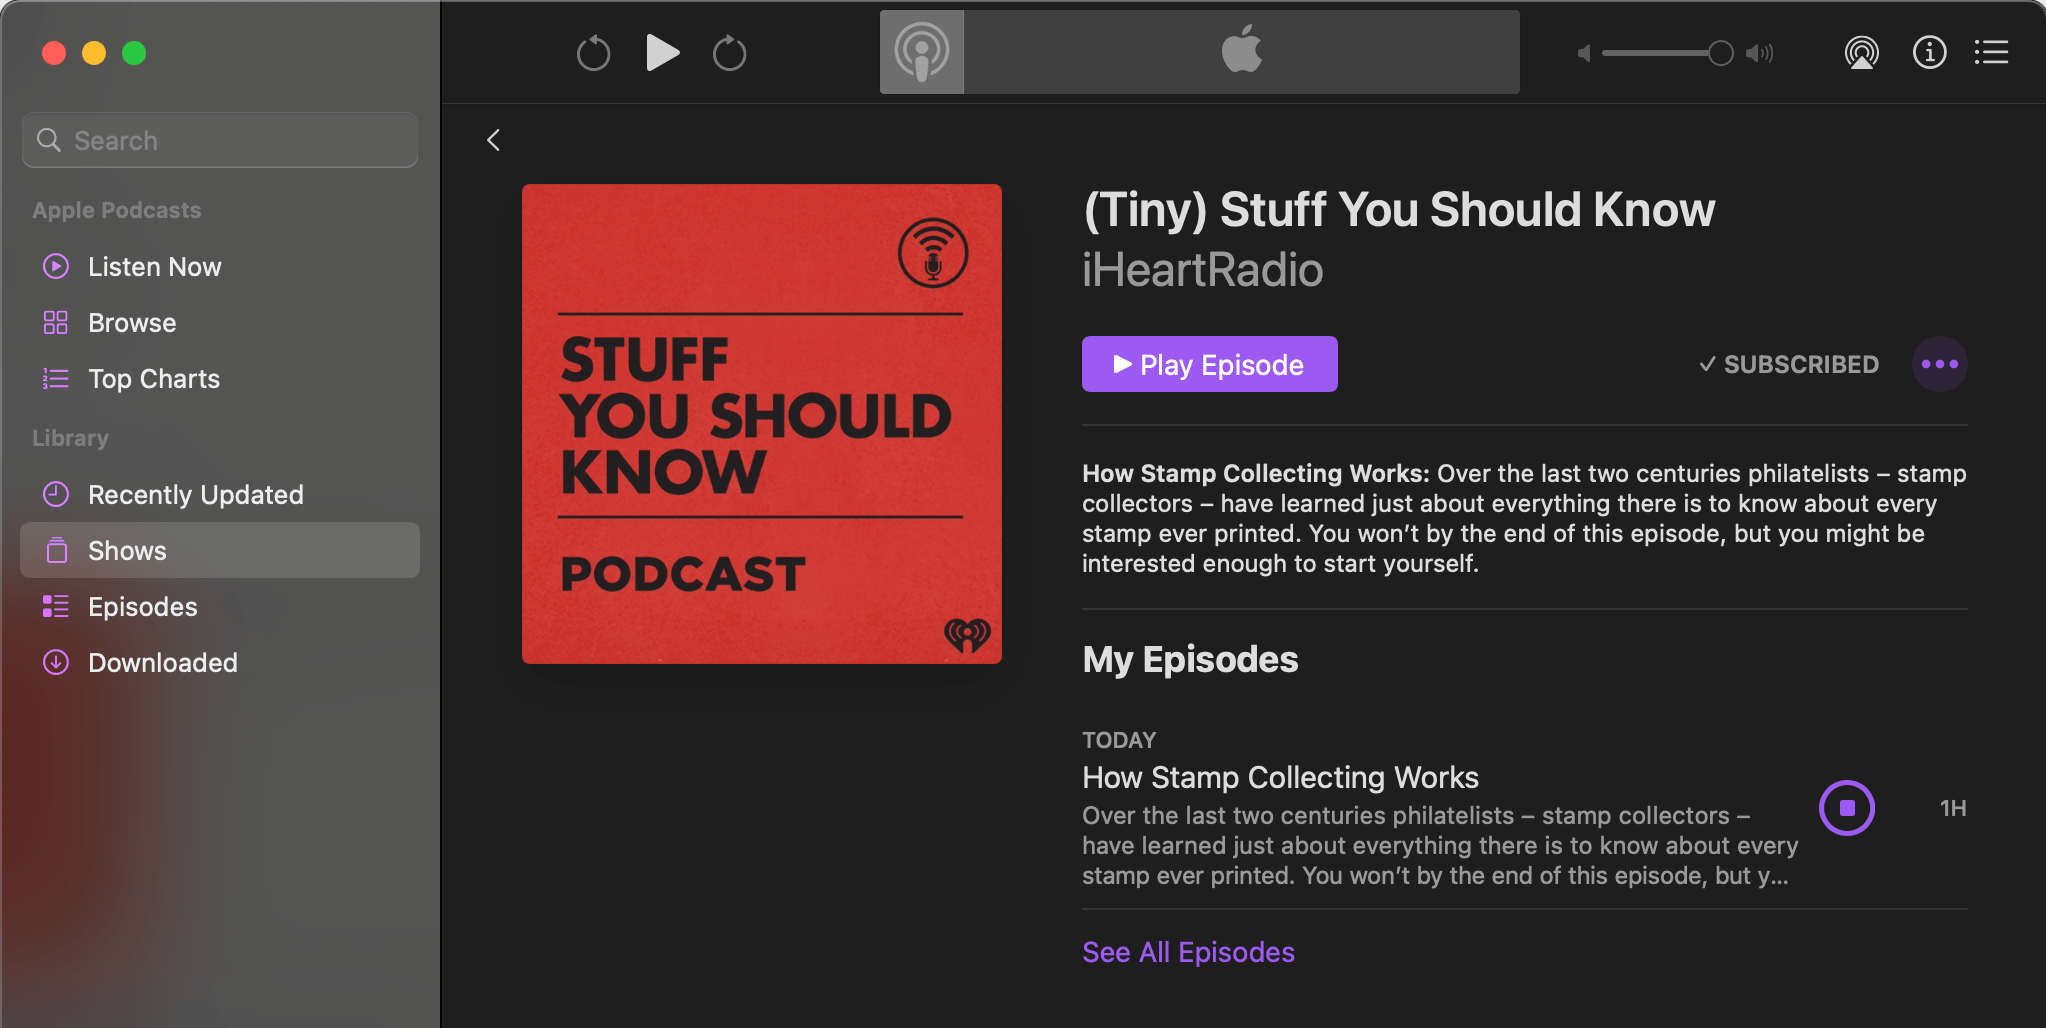 Search
Apple Podcasts
Listen Now
Browse
Top Charts
Library
Recently Updated
Shows
Episodes
Downloaded
STUFF
YOU SHOULD
KNOW
PODCAST
(Tiny) Stuff You Should Know
iHeartRadio
Play Episode
✓ SUBSCRIBED
How Stamp Collecting Works: Over the last two centuries philatelists – stamp
collectors – have learned just about everything there is to know about every
stamp ever printed. You won’t by the end of this episode, but you might be
interested enough to start yourself.
My Episodes
TODAY
How Stamp Collecting Works
Over the last two centuries philatelists – stamp collectors –
have learned just about everything there is to know about every
stamp ever printed. You won’t by the end of this episode, but y...
1H
See All Episodes